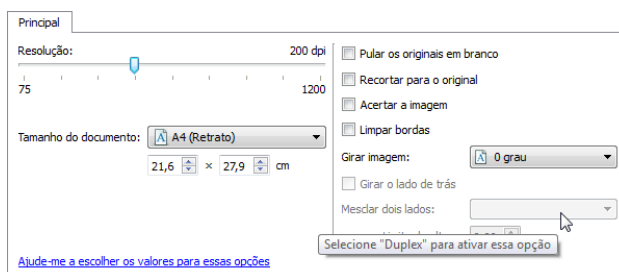 Principal
Resolução: 200 dpi
75 1200
Tamanho do documento: A4 (Retrato)
21,6 × 27,9 cm
Ajude-me a escolher os valores para essas opções
Pular os originais em branco
Recortar para o original
Acertar a imagem
Limpar bordas
Girar imagem: 0 grau
Girar o lado de trás
Mesclar dois lados:
Selecione "Duplex" para ativar essa opção